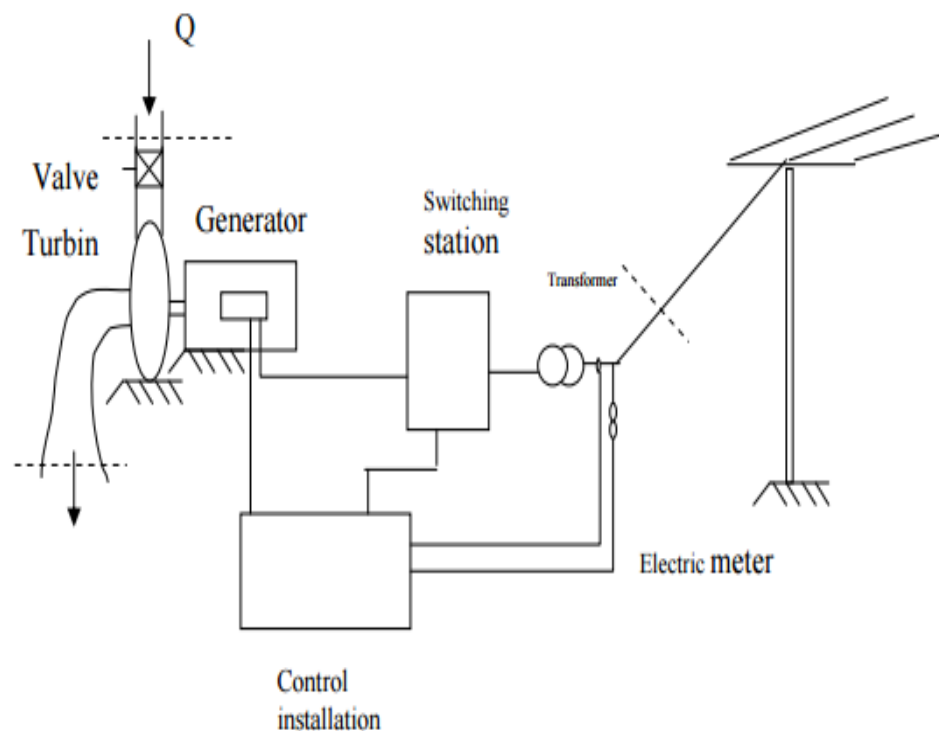 Q
Valve
Turbin
Generator
Switching
station
Transformer
Electric meter
Control
installation